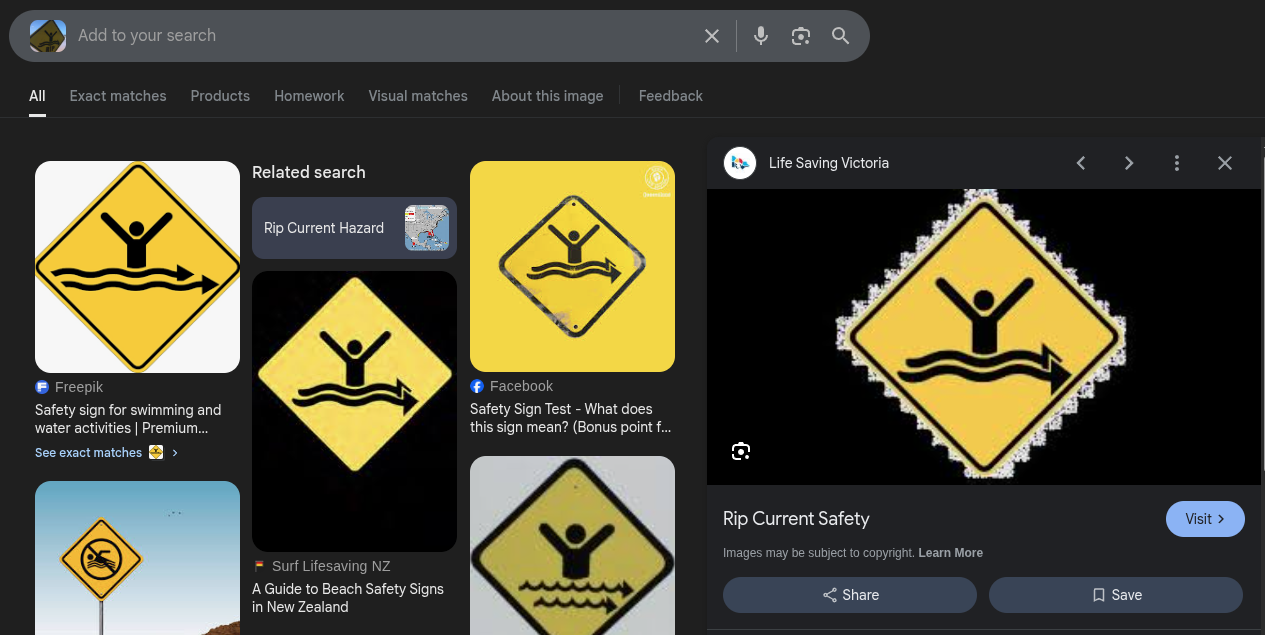 Add to your search
All
Exact matches
Products
Homework
Visual matches
About this image
Feedback
Freepik
Safety sign for swimming and
water activities | Premium...
See exact matches
Related search
Rip Current Hazard
Surf Lifesaving NZ
A Guide to Beach Safety Signs
in New Zealand
Facebook
Safety Sign Test - What does
this sign mean? (Bonus point f...
Life Saving Victoria
Rip Current Safety
Visit
Images may be subject to copyright. Learn More
Share
Save